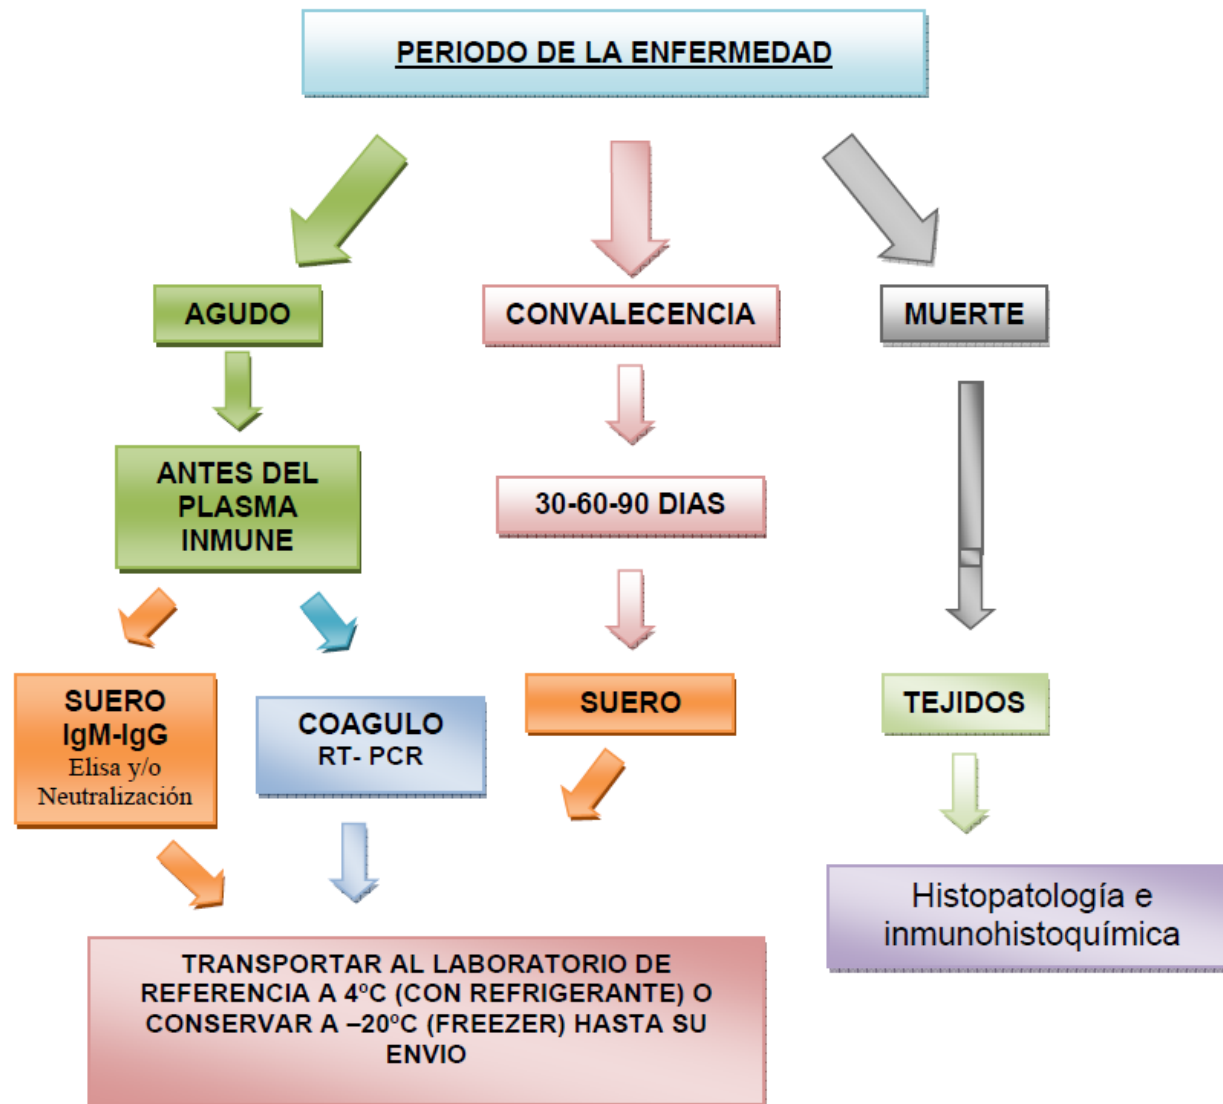 PERIODO DE LA ENFERMEDAD
AGUDO
CONVALECENCIA
MUERTE
ANTES DEL
PLASMA
INMUNE
30-60-90 DIAS
SUERO
IgM-IgG
Elisa y/o
Neutralización
COAGULO
RT- PCR
SUERO
TEJIDOS
Histopatología e
inmunohistoquímica
TRANSPORTAR AL LABORATORIO DE
REFERENCIA A 4ºC (CON REFRIGERANTE) O
CONSERVAR A –20ºC (FREEZER) HASTA SU
ENVIO